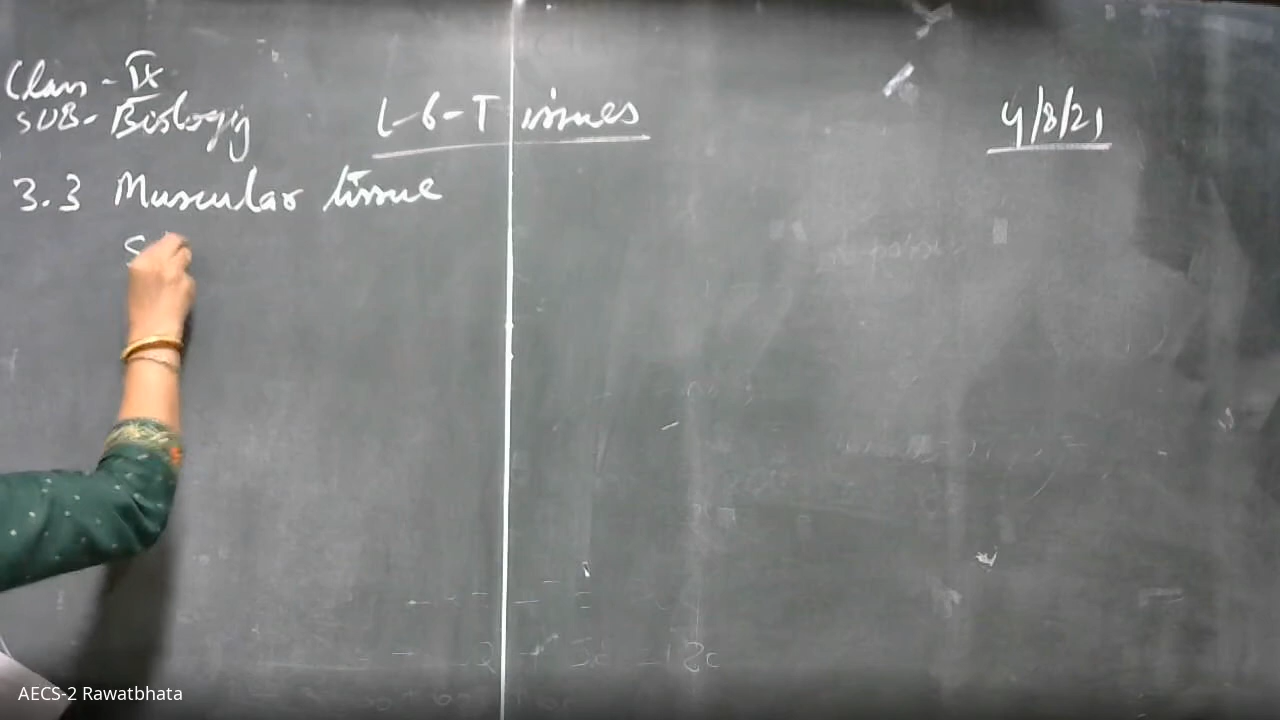 Class - IX
SUB- Biology
L-6-Tissues
4/8/21
3.3 Muscular tissue
S
AECS-2 Rawatbhata